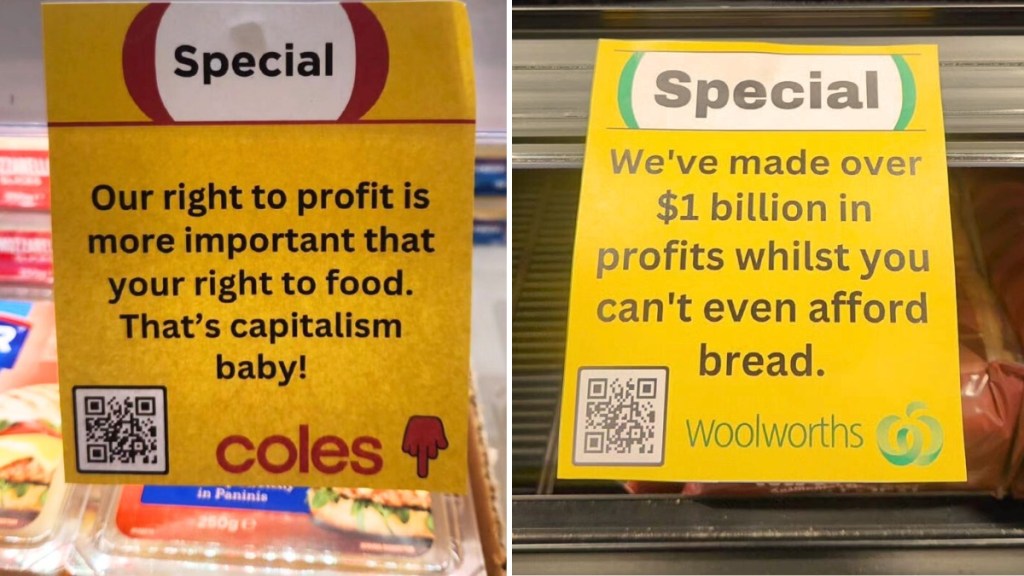 Special
Our right to profit is
more important that
your right to food.
That's capitalism
baby!
coles
in Paninis
250g e
Special
We've made over
$1 billion in
profits whilst you
can't even afford
bread.
Woolworths